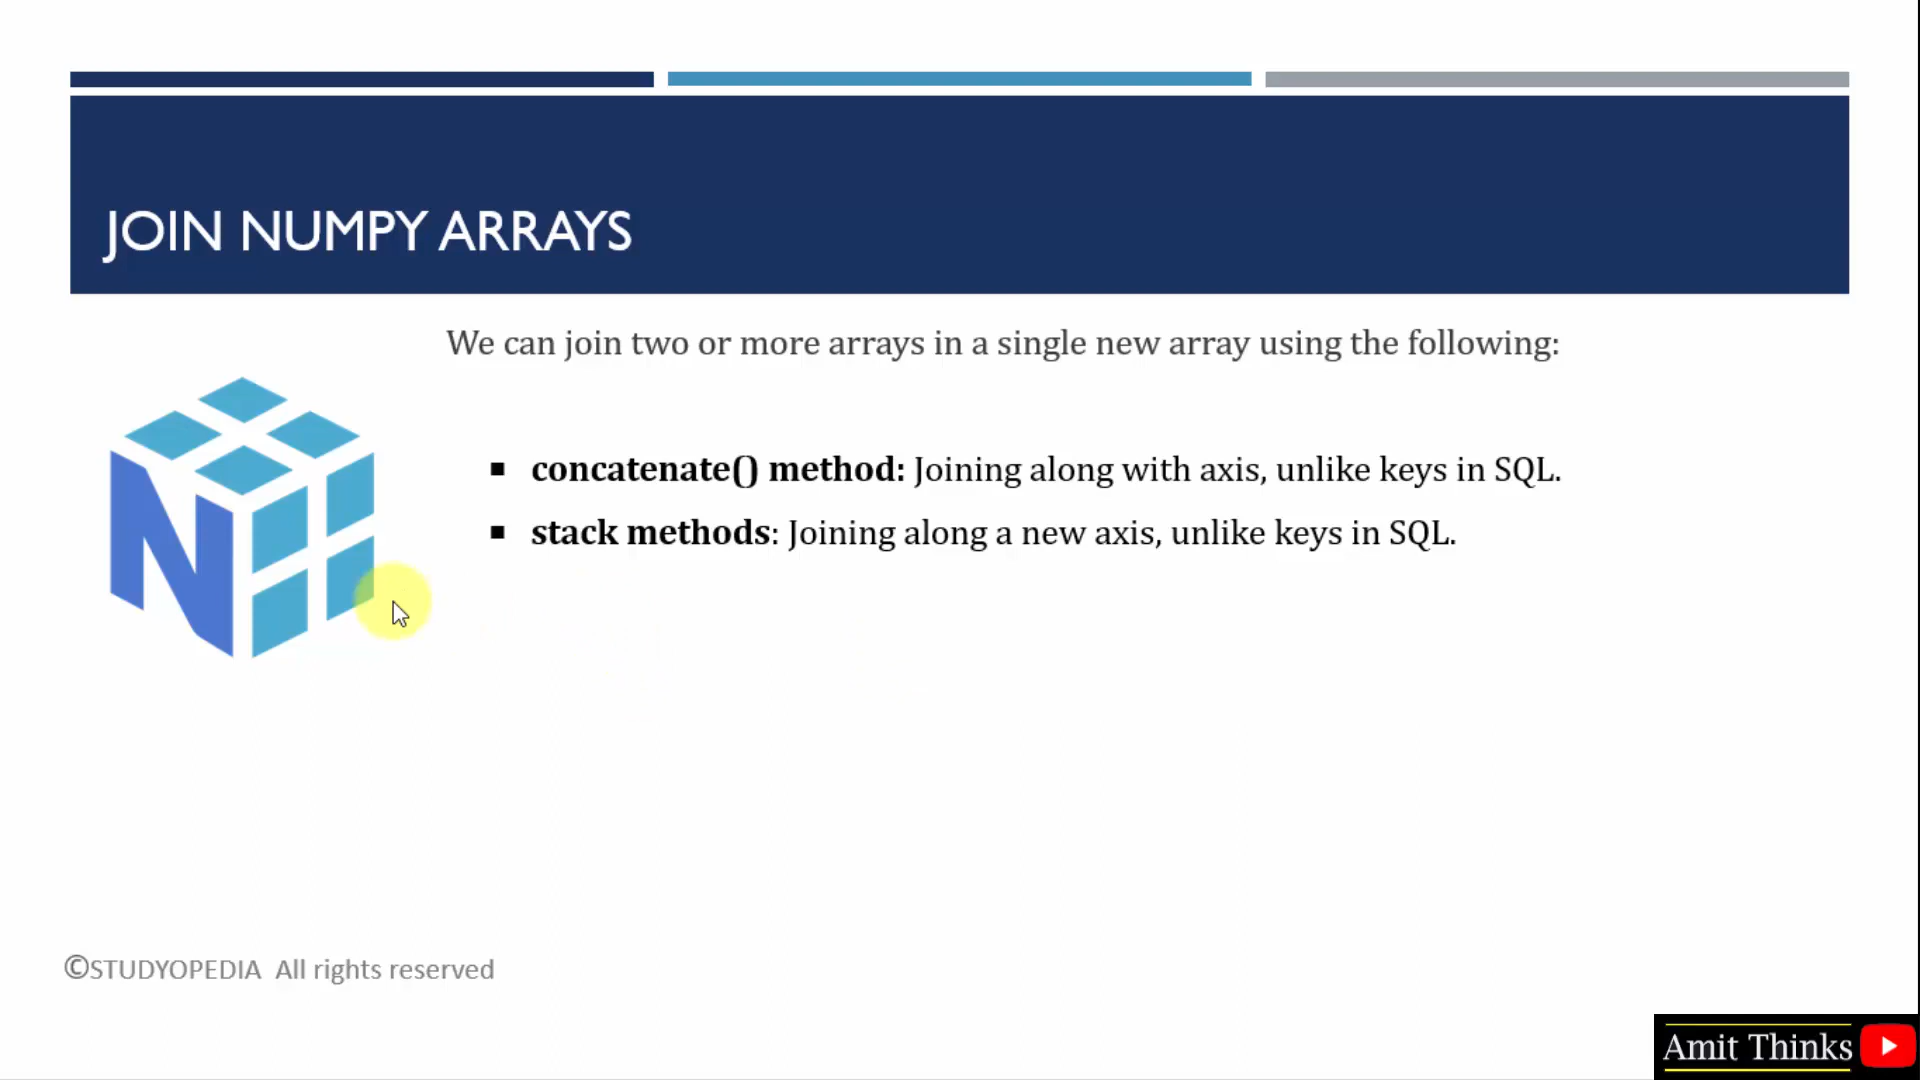 JOIN NUMPY ARRAYS
We can join two or more arrays in a single new array using the following:
▪ concatenate() method: Joining along with axis, unlike keys in SQL.
▪ stack methods: Joining along a new axis, unlike keys in SQL.
N
©STUDYOPEDIA All rights reserved
Amit Thinks